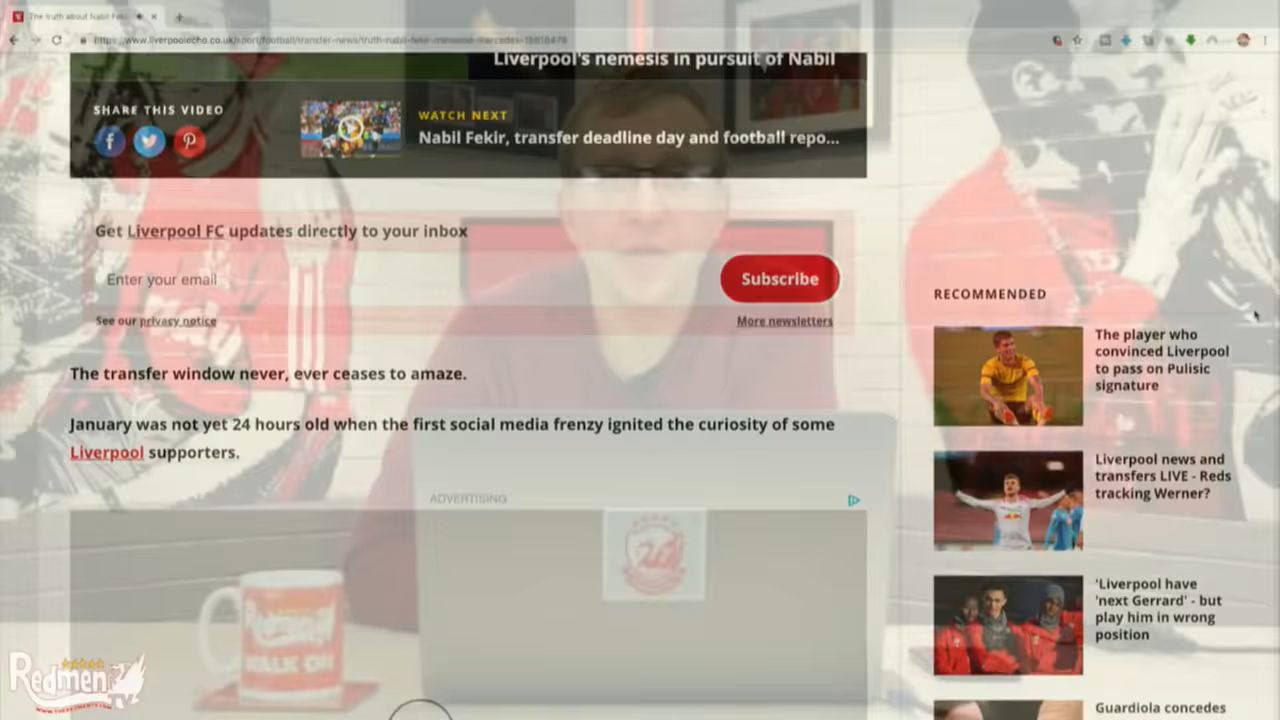 The truth about Nabil Fek
https://www.liverpoolecho.co.uk/sport/football/transfer-news/truth-nabil-fekir-
Liverpool's nemesis in pursuit of Nabil
SHARE THIS VIDEO
WATCH NEXT
Nabil Fekir, transfer deadline day and football repo...
Get Liverpool FC updates directly to your inbox
Enter your email
Subscribe
See our privacy notice
More newsletters
The transfer window never, ever ceases to amaze.
January was not yet 24 hours old when the first social media frenzy ignited the curiosity of some
Liverpool supporters.
ADVERTISING
RECOMMENDED
The player who
convinced Liverpool
to pass on Pulisic
signature
Liverpool news and
transfers LIVE - Reds
tracking Werner?
'Liverpool have
'next Gerrard' - but
play him in wrong
position
Guardiola concedes
Redmen
WALK ON
Redmen
TV
WWW.THEREDMENTV.COM